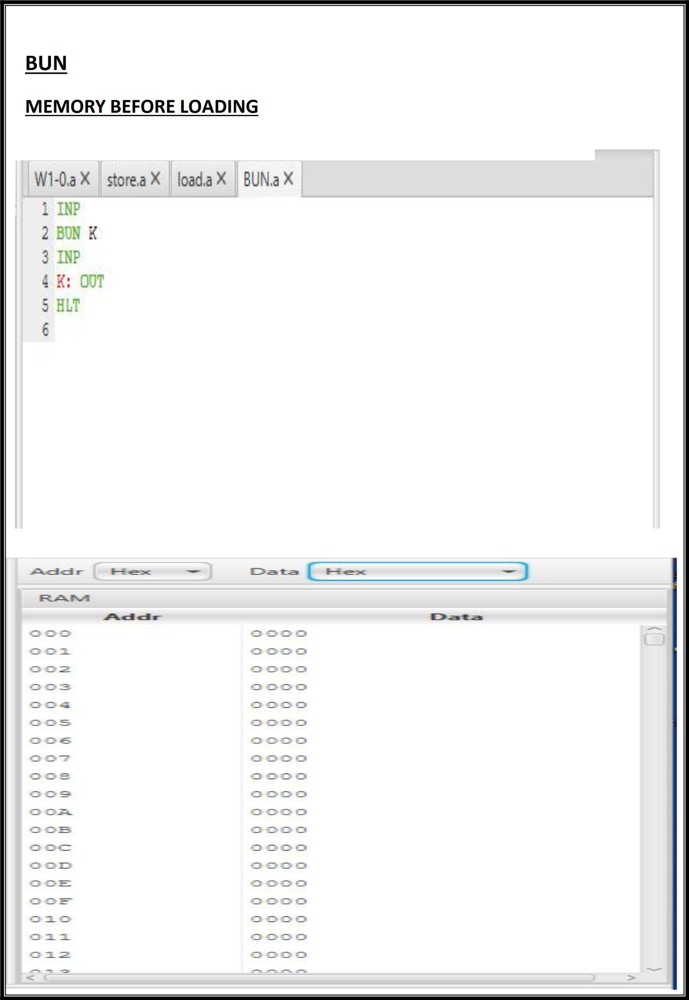 BUN
MEMORY BEFORE LOADING
W1-0.a X store.a X load.a X BUN.a X
1 INP
2 BUN K
3 INP
4 K: OUT
5 HLT
6
Addr Hex Data Hex
RAM
Addr Data
000 0000
001 0000
002 0000
003 0000
004 0000
005 0000
006 0000
007 0000
008 0000
009 0000
00A 0000
00B 0000
00C 0000
00D 0000
00E 0000
00F 0000
010 0000
011 0000
012 0000
013 0000